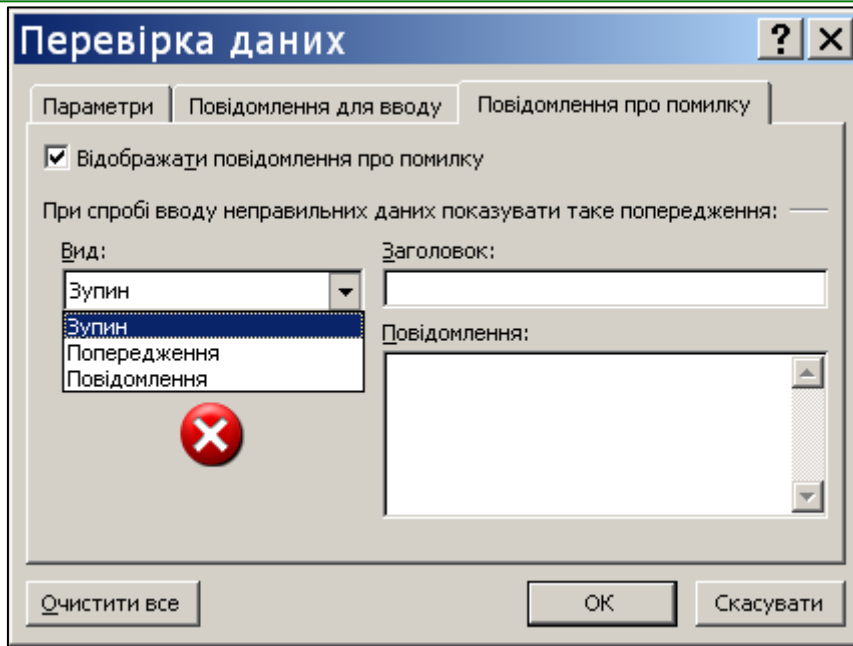 Перевірка даних
Параметри
Повідомлення для вводу
Повідомлення про помилку
Відображати повідомлення про помилку
При спробі вводу неправильних даних показувати таке попередження:
Вид:
Заголовок:
Зупин
Зупин
Попередження
Повідомлення
Повідомлення:
Очистити все
ОК
Скасувати